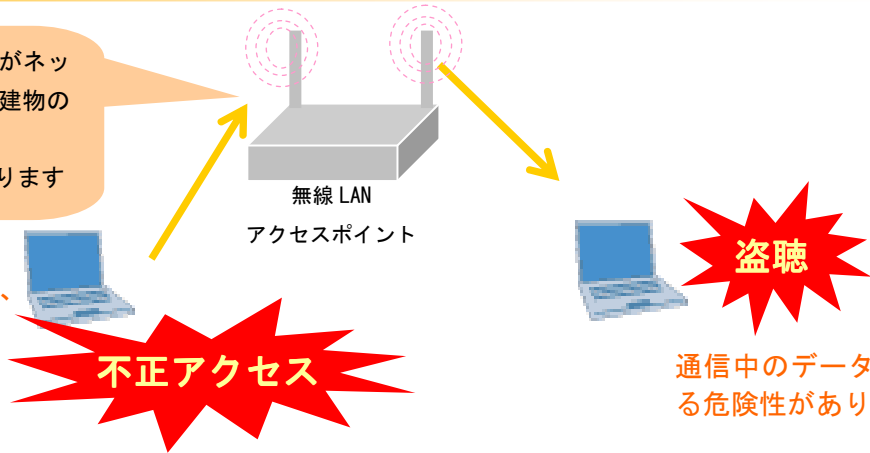 がネッ
建物の
ります
無線 LAN
アクセスポイント
盗聴
、
不正アクセス
通信中のデータ
る危険性があり